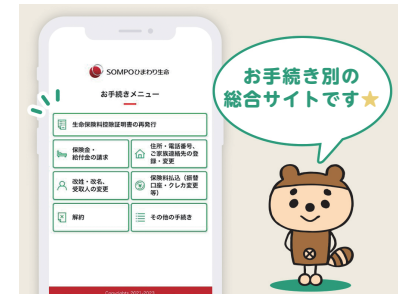 SOMPOひまわり生命
お手続きメニュー
生命保険料控除証明書の再発行
保険金・
給付金の請求
住所・電話番号、
ご家族連絡先の登
録・変更
改姓・改名、
受取人の変更
保険料払込（振替
口座・クレカ変更
等）
解約
その他の手続き
Copyrights 2021-2023
お手続き別の
総合サイトです